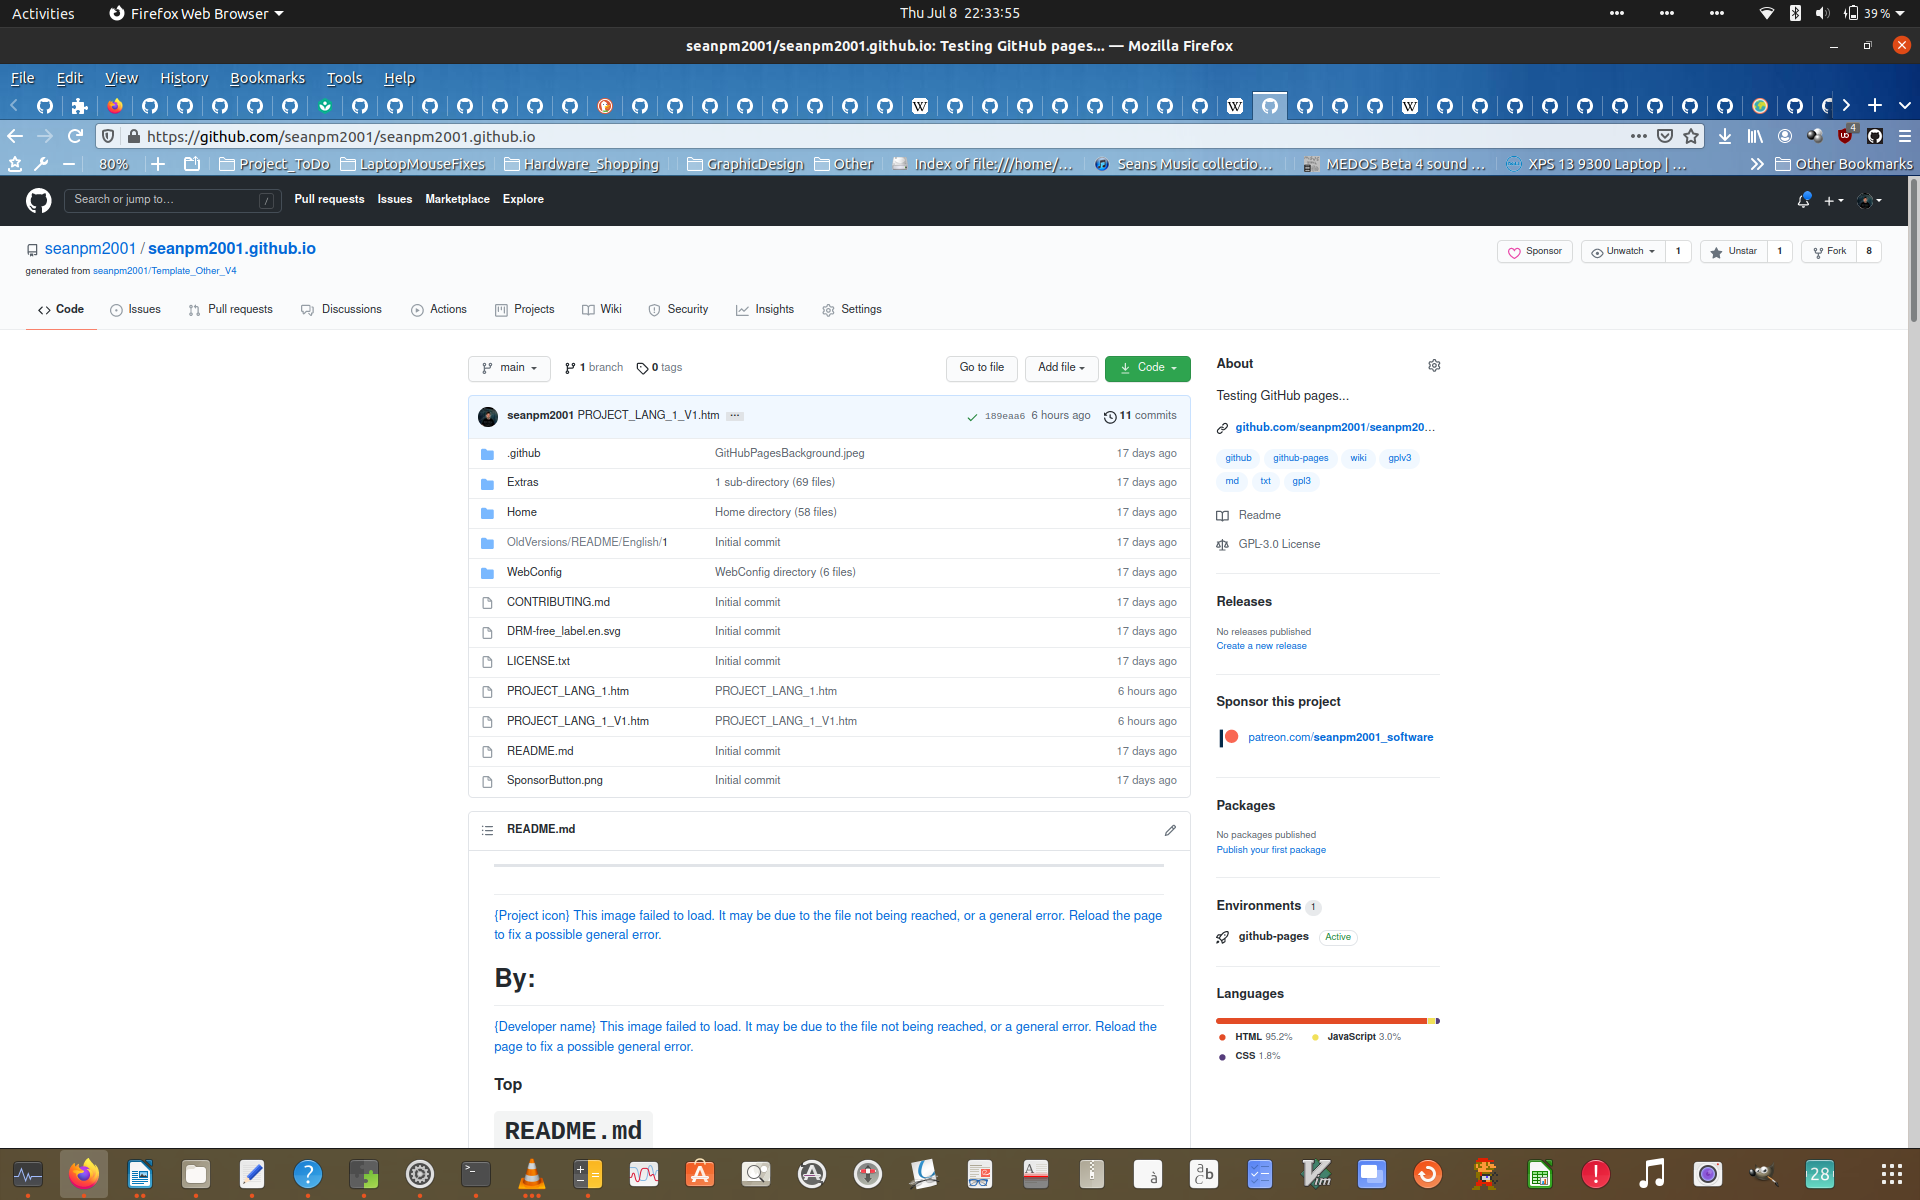 Activities Firefox Web Browser Thu Jul 8 22:33:55 39 %
seanpm2001/seanpm2001.github.io: Testing GitHub pages... — Mozilla Firefox
File Edit View History Bookmarks Tools Help
https://github.com/seanpm2001/seanpm2001.github.io 4
80% Project_ToDo LaptopMouseFixes Hardware_Shopping GraphicDesign Other Index of file:///home/... Seans Music collectio... MEDOS Beta 4 sound ... XPS 13 9300 Laptop | ... Other Bookmarks
Search or jump to... / Pull requests Issues Marketplace Explore
seanpm2001 / seanpm2001.github.io Sponsor Unwatch 1 Unstar 1 Fork 8
generated from seanpm2001/Template_Other_V4
Code Issues Pull requests Discussions Actions Projects Wiki Security Insights Settings
main 1 branch 0 tags Go to file Add file Code
seanpm2001 PROJECT_LANG_1_V1.htm ... 189eaa6 6 hours ago 11 commits
.github GitHubPagesBackground.jpeg 17 days ago
Extras 1 sub-directory (69 files) 17 days ago
Home Home directory (58 files) 17 days ago
OldVersions/README/English/1 Initial commit 17 days ago
WebConfig WebConfig directory (6 files) 17 days ago
CONTRIBUTING.md Initial commit 17 days ago
DRM-free_label.en.svg Initial commit 17 days ago
LICENSE.txt Initial commit 17 days ago
PROJECT_LANG_1.htm PROJECT_LANG_1.htm 6 hours ago
PROJECT_LANG_1_V1.htm PROJECT_LANG_1_V1.htm 6 hours ago
README.md Initial commit 17 days ago
SponsorButton.png Initial commit 17 days ago
README.md
{Project icon} This image failed to load. It may be due to the file not being reached, or a general error. Reload the page
to fix a possible general error.
By:
{Developer name} This image failed to load. It may be due to the file not being reached, or a general error. Reload the
page to fix a possible general error.
Top
README.md
About
Testing GitHub pages...
github.com/seanpm2001/seanpm20...
github github-pages wiki gplv3
md txt gpl3
Readme
GPL-3.0 License
Releases
No releases published
Create a new release
Sponsor this project
patreon.com/seanpm2001_software
Packages
No packages published
Publish your first package
Environments 1
github-pages Active
Languages
HTML 95.2% JavaScript 3.0%
CSS 1.8%
28